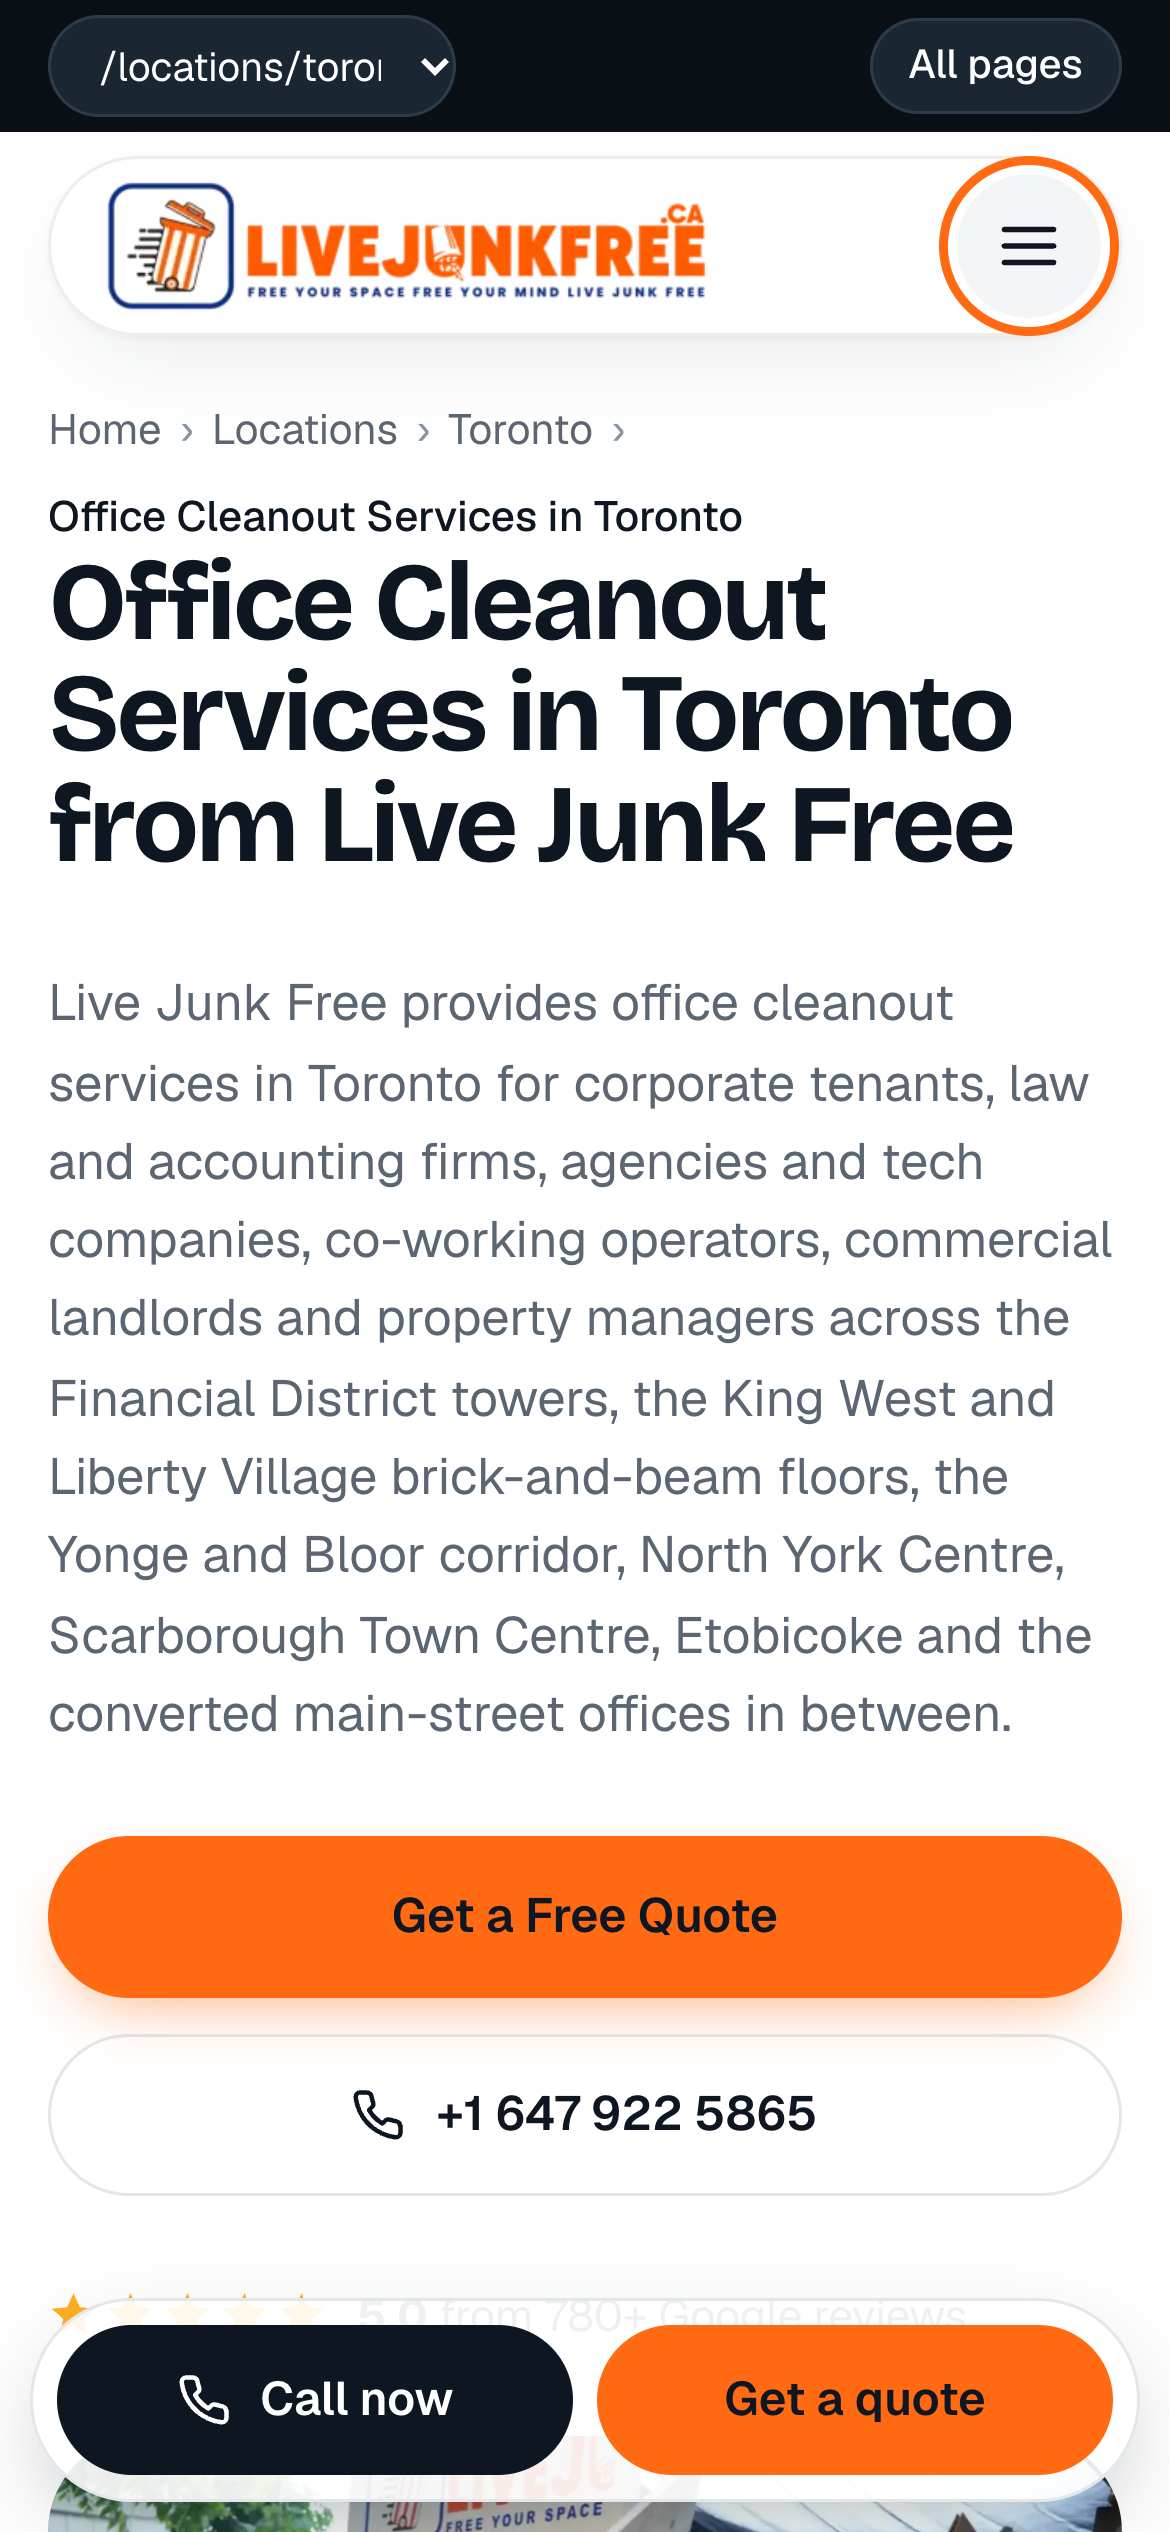 /locations/toror
All pages
LIVEJUNKFREE
.CA
FREE YOUR SPACE FREE YOUR MIND LIVE JUNK FREE
Home › Locations › Toronto ›
Office Cleanout Services in Toronto
Office Cleanout
Services in Toronto
from Live Junk Free
Live Junk Free provides office cleanout
services in Toronto for corporate tenants, law
and accounting firms, agencies and tech
companies, co-working operators, commercial
landlords and property managers across the
Financial District towers, the King West and
Liberty Village brick-and-beam floors, the
Yonge and Bloor corridor, North York Centre,
Scarborough Town Centre, Etobicoke and the
converted main-street offices in between.
Get a Free Quote
+1 647 922 5865
5.0 from 780+ Google reviews
Call now
Get a quote
LIVEJU
FREE YOUR SPACE